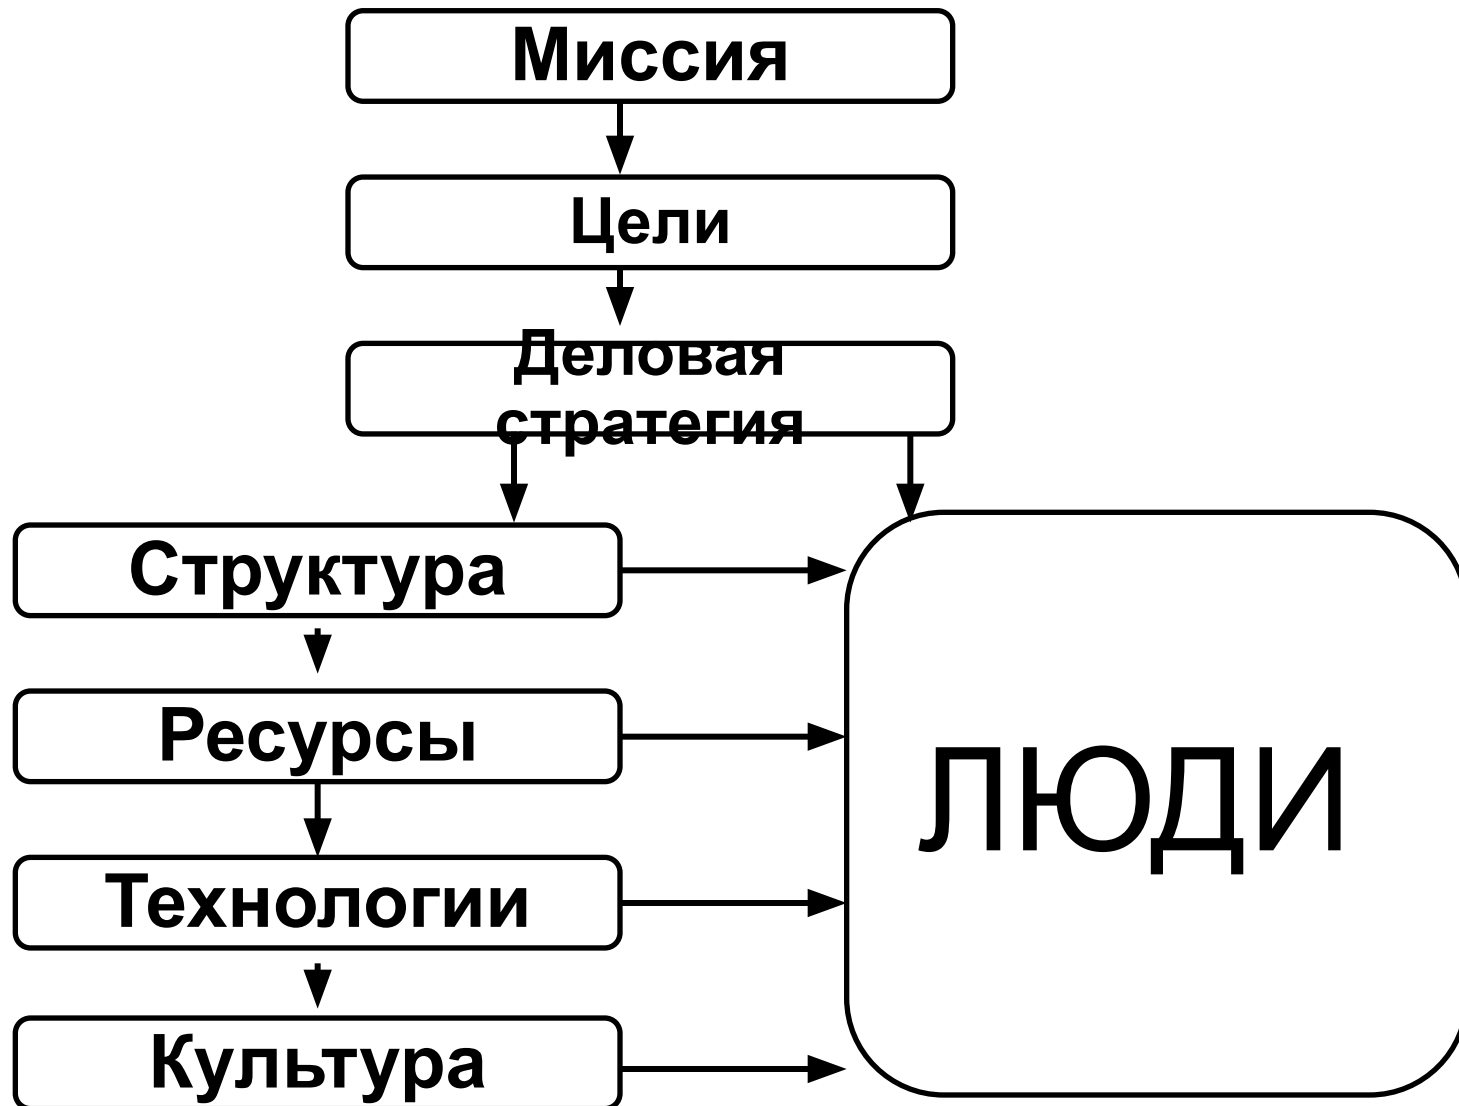 Миссия
Цели
Деловая
стратегия
Структура
Ресурсы
Технологии
Культура
ЛЮДИ